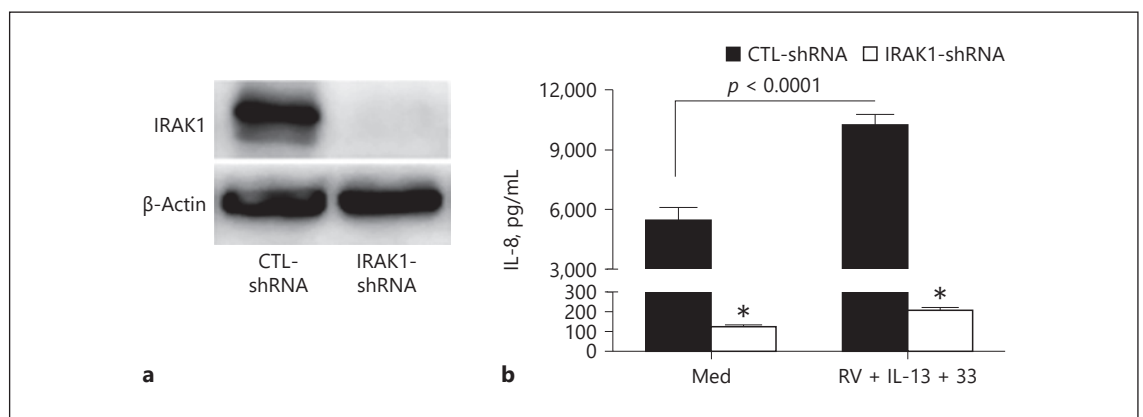 IRAK1
β-Actin
CTL-
shRNA
IRAK1-
shRNA
a
CTL-shRNA IRAK1-shRNA
p < 0.0001
IL-8, pg/mL
12,000
9,000
6,000
3,000
300
200
100
0
*
*
Med
RV + IL-13 + 33
b